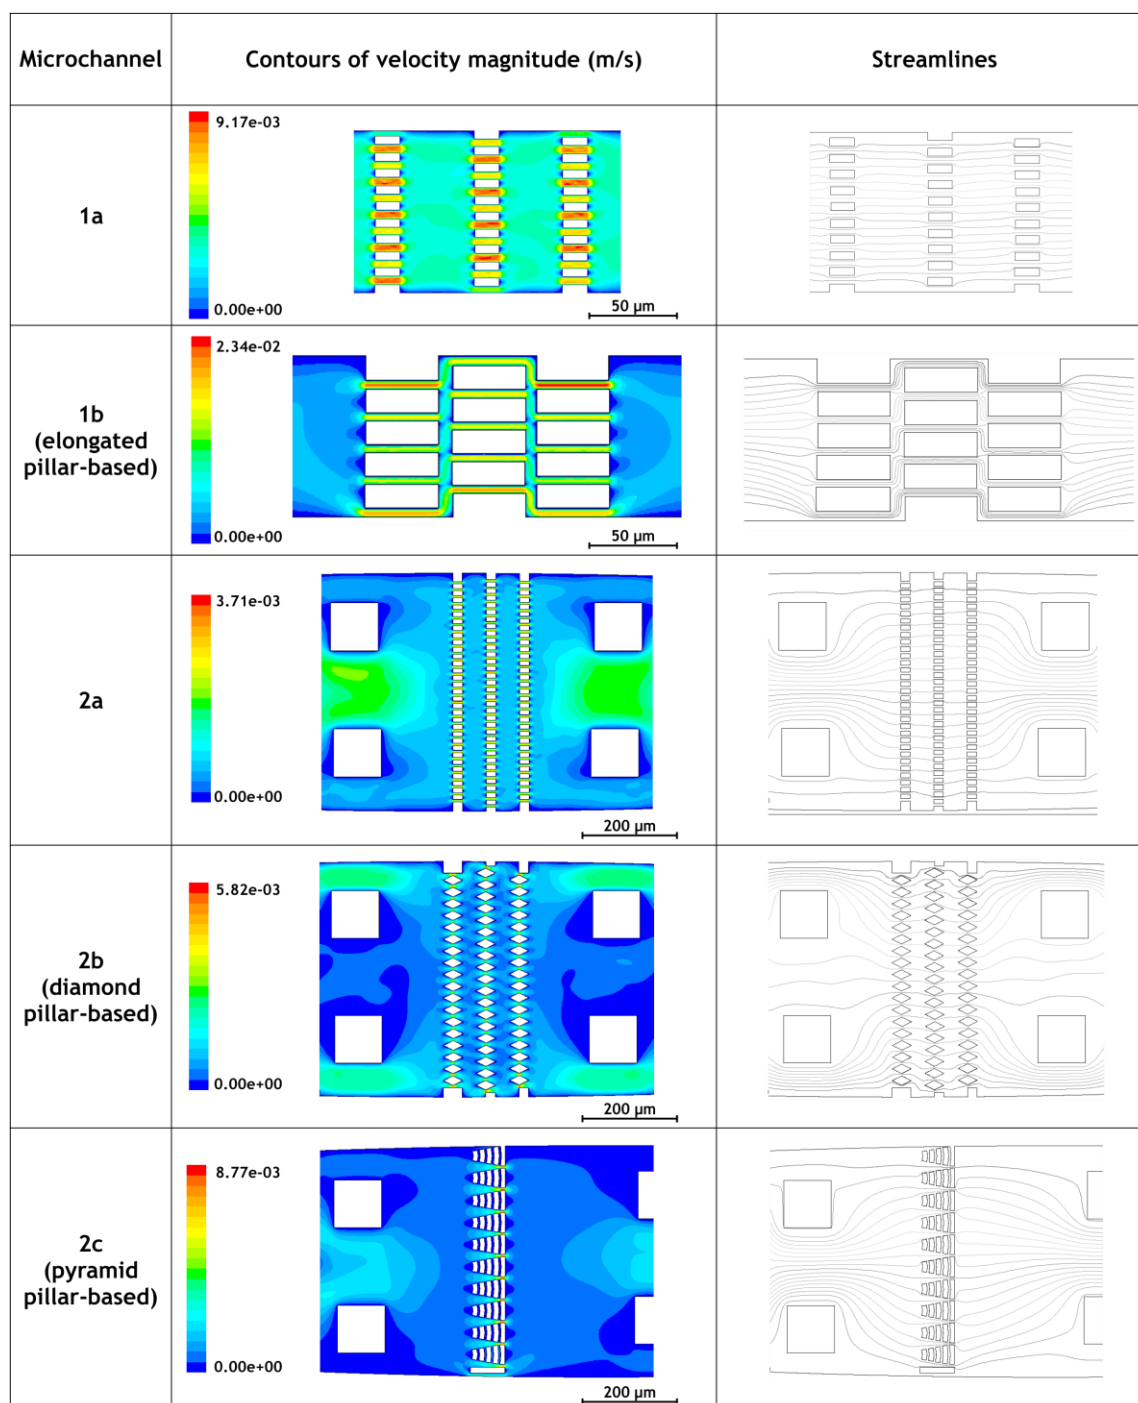 Microchannel
Contours of velocity magnitude (m/s)
Streamlines
1a
9.17e-03
0.00e+00
50 μm
1b
(elongated
pillar-based)
2.34e-02
0.00e+00
50 μm
2a
3.71e-03
0.00e+00
200 μm
2b
(diamond
pillar-based)
5.82e-03
0.00e+00
200 μm
2c
(pyramid
pillar-based)
8.77e-03
0.00e+00
200 μm